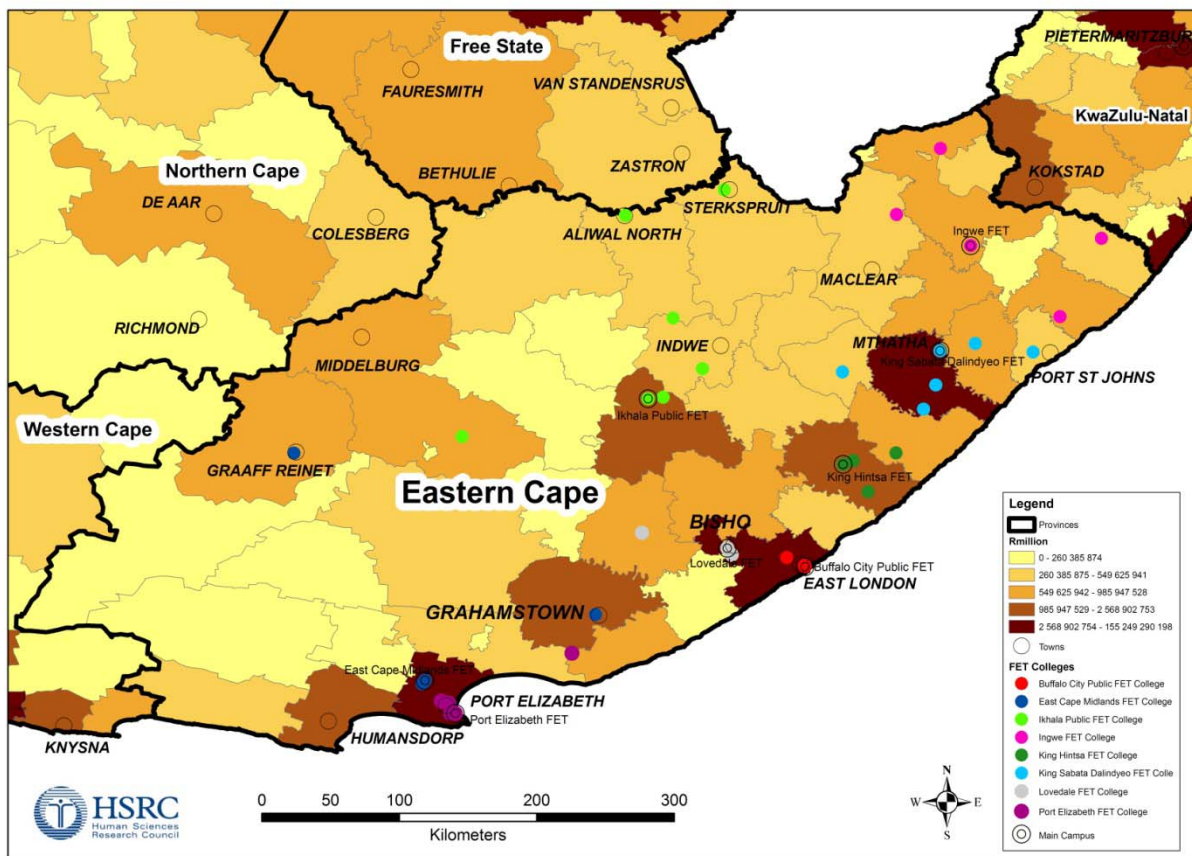 PIETERMARITZBUR
Free State
VAN STANDENSRUS
FAURESMITH
KwaZulu-Natal
Northern Cape
ZASTRON
BETHULIE
KOKSTAD
DE AAR
STERKSPRUIT
COLESBERG
ALIWAL NORTH
Ingwe FET
MACLEAR
RICHMOND
INDWE
MTHATHA
MIDDELBURG
King Sabata Dalindyeo FET
PORT ST JOHNS
Ikhala Public FET
Western Cape
GRAAFF REINET
King Hintsa FET
Eastern Cape
BISHO
Lovedale FET
Buffalo City Public FET
EAST LONDON
GRAHAMSTOWN
East Cape Midlands FET
PORT ELIZABETH
Port Elizabeth FET
HUMANSDORP
KNYSNA
Legend
Provinces
Rmillion
0 - 260 385 874
260 385 875 - 549 625 941
549 625 942 - 985 947 528
985 947 529 - 2 568 902 753
2 568 902 754 - 155 249 290 198
Towns
FET Colleges
Buffalo City Public FET College
East Cape Midlands FET College
Ikhala Public FET College
Ingwe FET College
King Hintsa FET College
King Sabata Dalindyeo FET Colle
Lovedale FET College
Port Elizabeth FET College
Main Campus
HSRC
Human Sciences
Research Council
0 50 100 200 300
Kilometers
N
W E
S